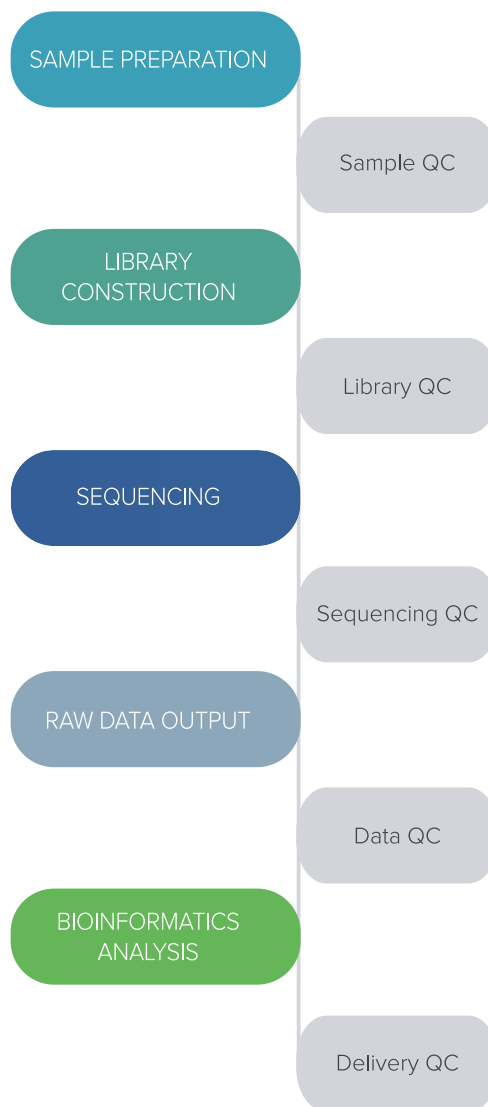 SAMPLE PREPARATION
Sample QC
LIBRARY
CONSTRUCTION
Library QC
SEQUENCING
Sequencing QC
RAW DATA OUTPUT
Data QC
BIOINFORMATICS
ANALYSIS
Delivery QC